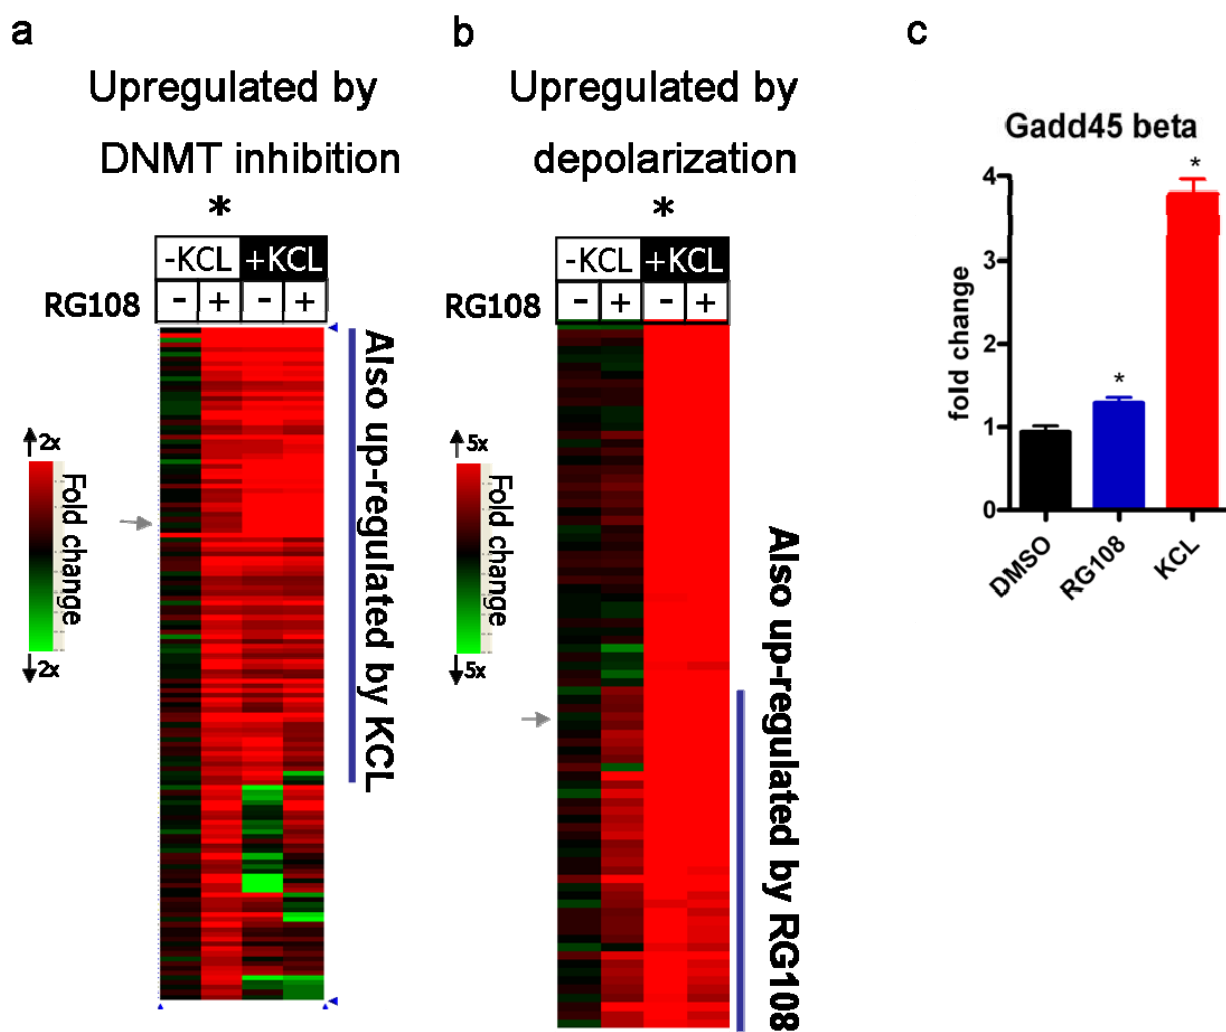 a
Upregulated by
DNMT inhibition
*
-KCL +KCL
RG108 - + - +
2x
Fold change
2x
Also up-regulated by KCL
b
Upregulated by
depolarization
*
-KCL +KCL
RG108 - + - +
5x
Fold change
5x
Also up-regulated by RG108
c
Gadd45 beta
fold change
4
3
2
1
0
*
*
DMSO
RG108
KCL